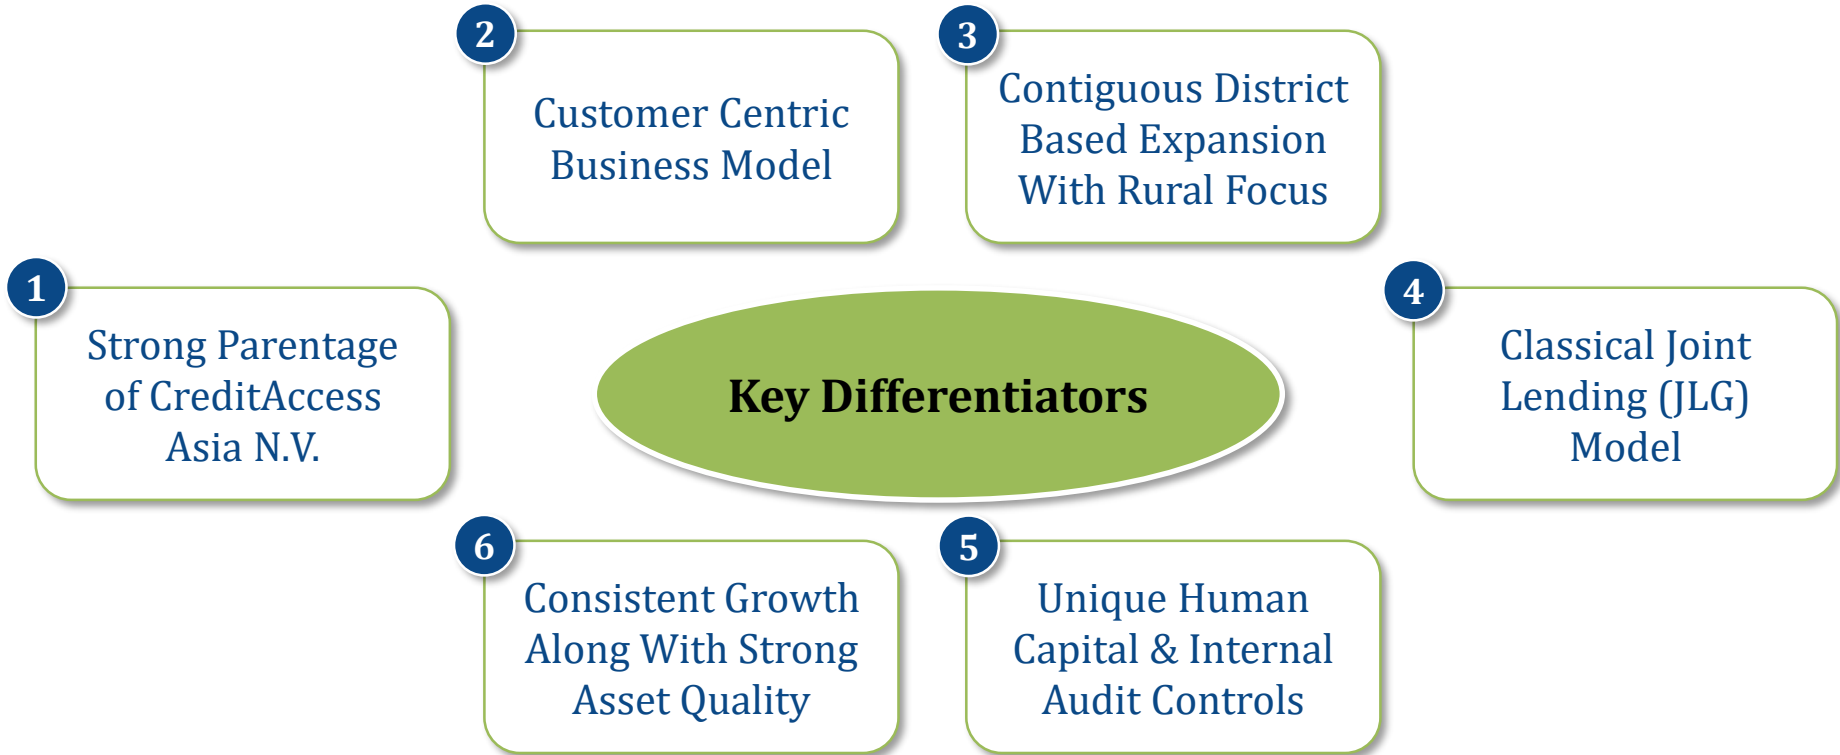 1
Strong Parentage
of CreditAccess
Asia N.V.
2
Customer Centric
Business Model
3
Contiguous District
Based Expansion
With Rural Focus
4
Classical Joint
Lending (JLG)
Model
5
Unique Human
Capital & Internal
Audit Controls
6
Consistent Growth
Along With Strong
Asset Quality
Key Differentiators